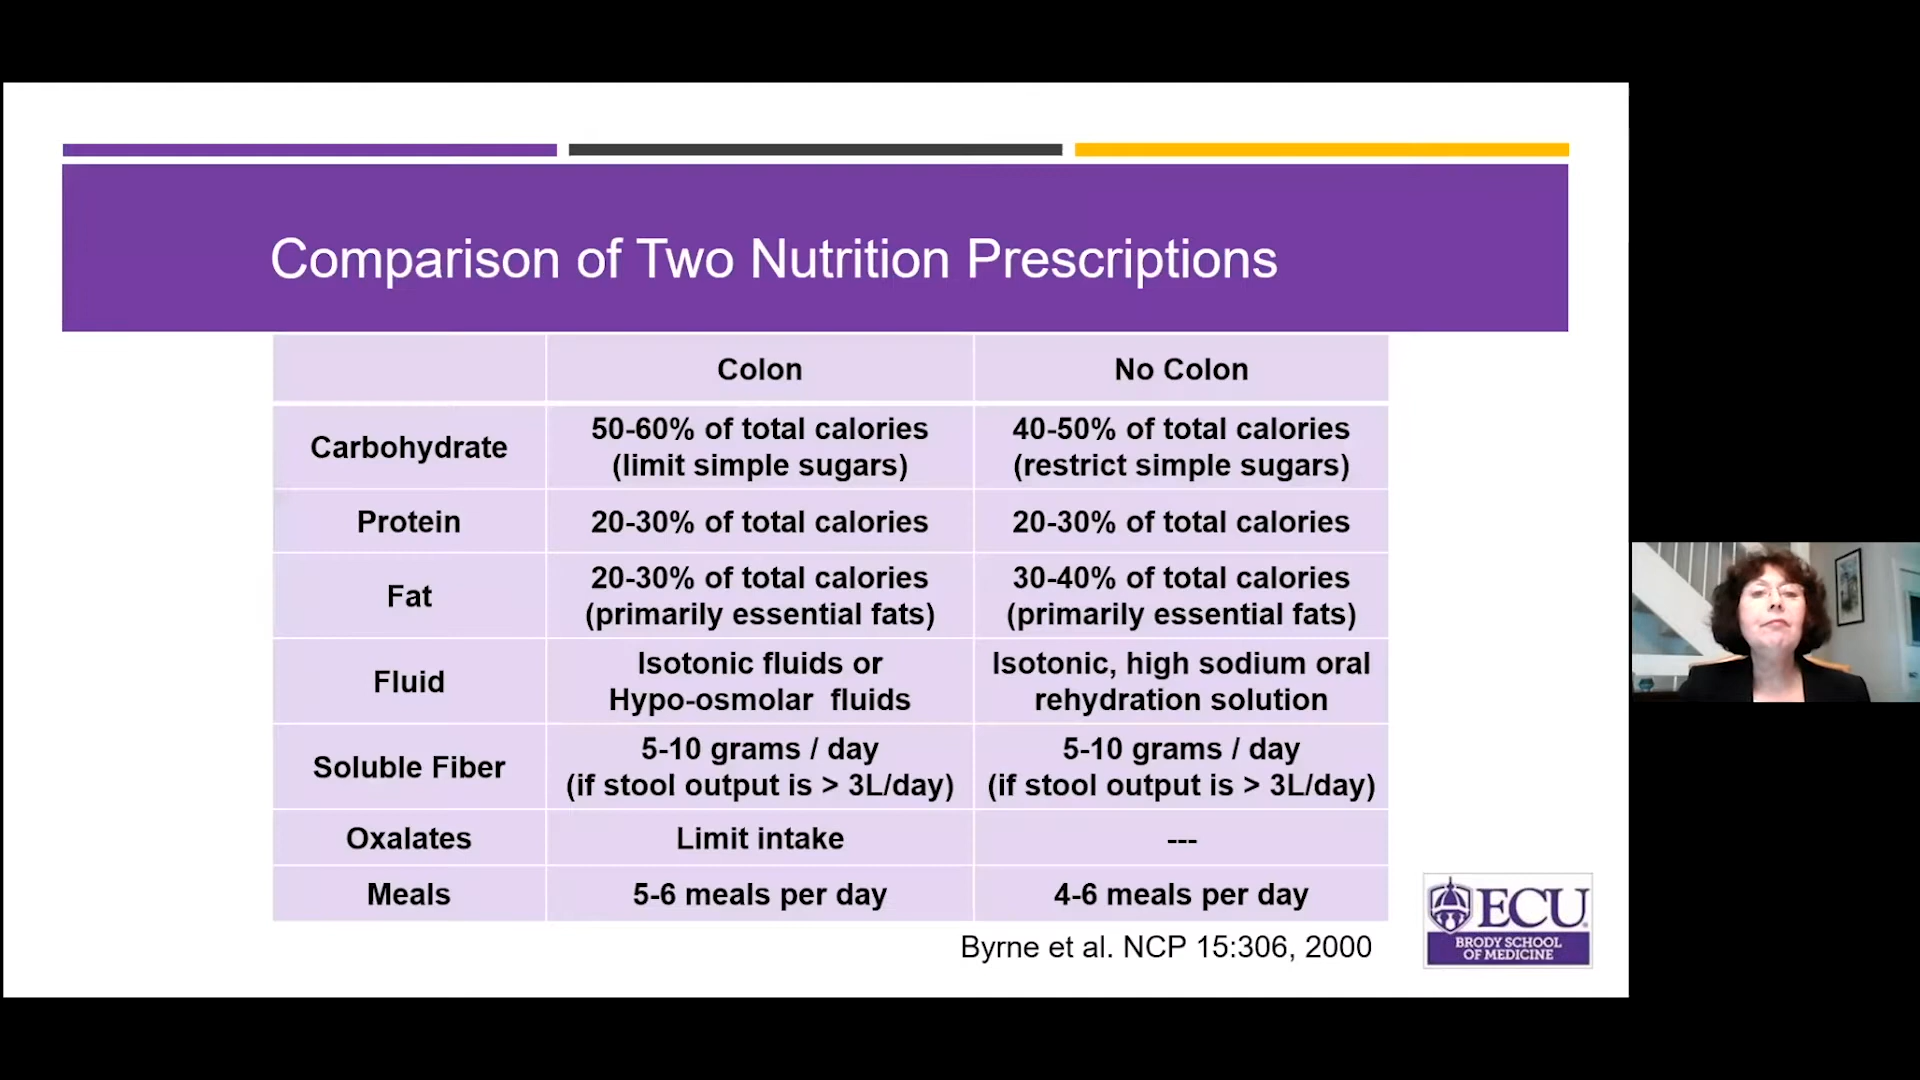 Comparison of Two Nutrition Prescriptions
Colon
No Colon
Carbohydrate
50-60% of total calories
(limit simple sugars)
40-50% of total calories
(restrict simple sugars)
Protein
20-30% of total calories
20-30% of total calories
Fat
20-30% of total calories
(primarily essential fats)
30-40% of total calories
(primarily essential fats)
Fluid
Isotonic fluids or
Hypo-osmolar fluids
Isotonic, high sodium oral
rehydration solution
Soluble Fiber
5-10 grams / day
(if stool output is > 3L/day)
5-10 grams / day
(if stool output is > 3L/day)
Oxalates
Limit intake
---
Meals
5-6 meals per day
4-6 meals per day
Byrne et al. NCP 15:306, 2000
ECU
BRODY SCHOOL
OF MEDICINE